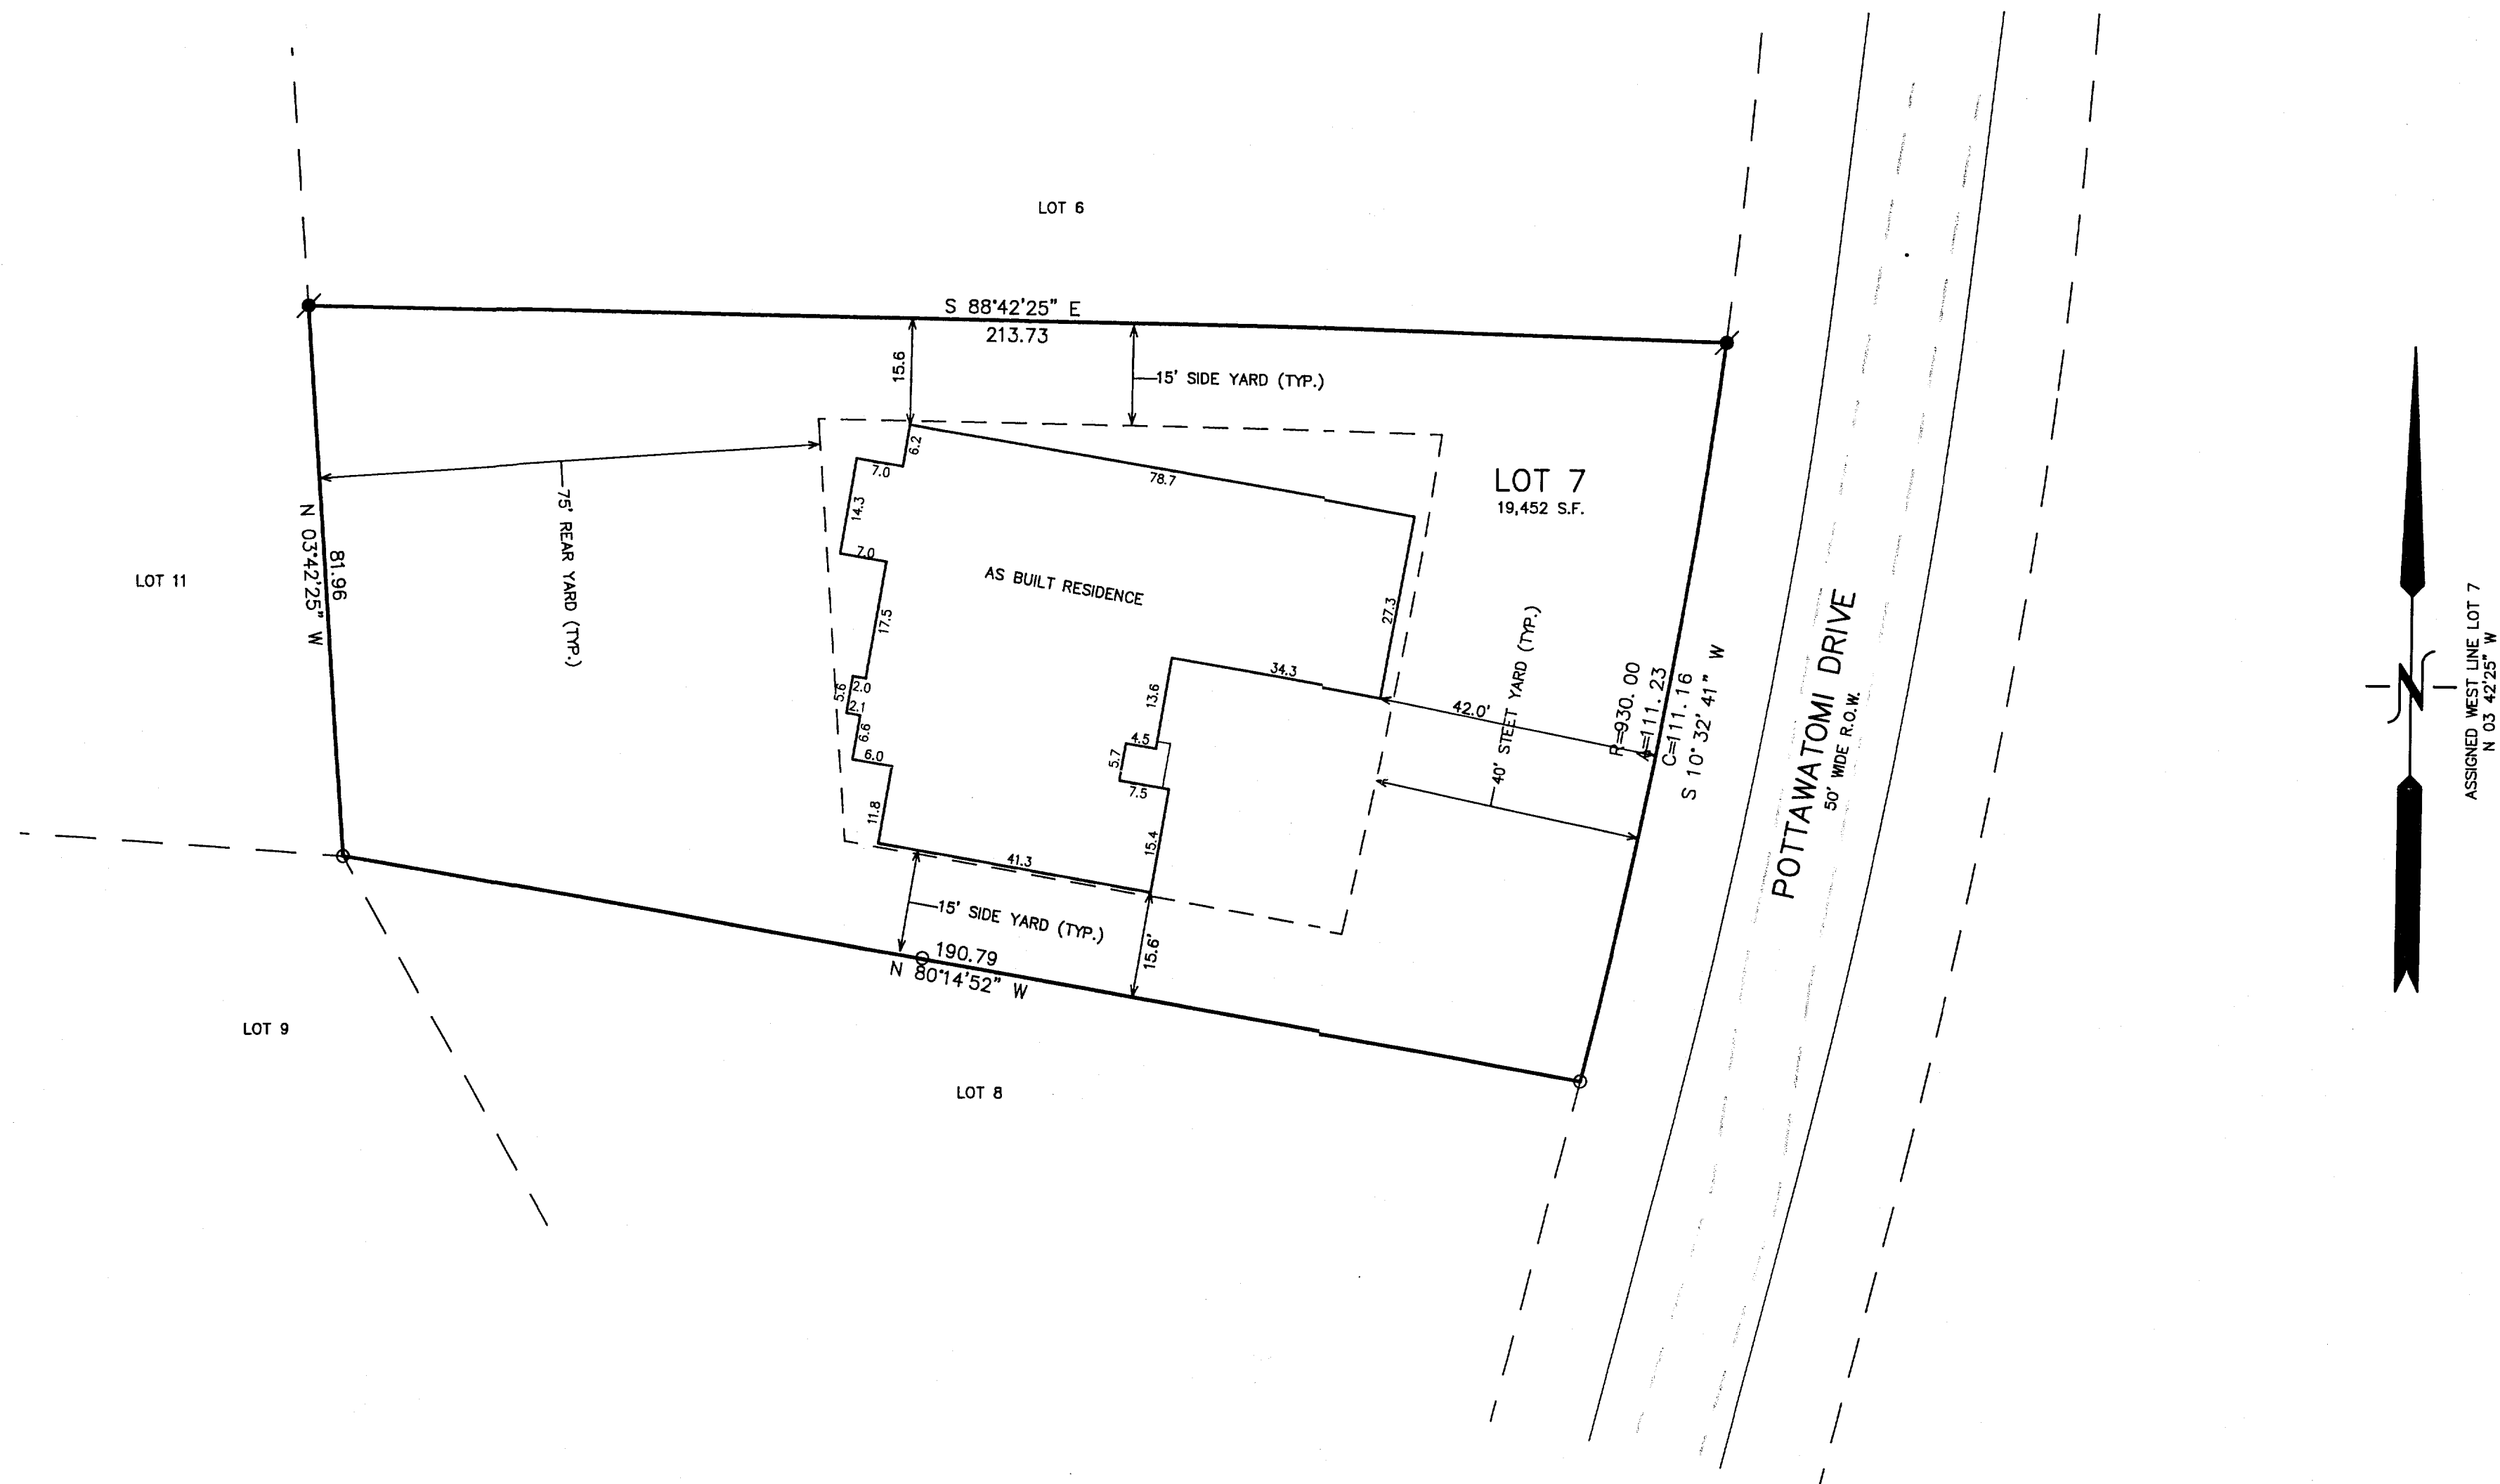 LOT 6
S 88°42'25" E
213.73
15.6
15' SIDE YARD (TYP.)
LOT 7
19,452 S.F.
6.2
7.0
78.7
14.3
7.0
75' REAR YARD (TYP.)
N 03°42'25" W
81.96
LOT 11
AS BUILT RESIDENCE
17.5
27.3
34.3
13.6
2.0
5.6
2.1
6.6
6.0
4.5
5.7
7.5
11.8
15.4
41.3
42.0'
40' STEET YARD (TYP.)
R=930.00
A=111.23
C=111.16
S 10°32'41" W
POTTAWATOMI DRIVE
50' WIDE R.O.W.
15' SIDE YARD (TYP.)
15.6'
190.79
N 80°14'52" W
LOT 9
LOT 8
N
ASSIGNED WEST LINE LOT 7
N 03 42'25" W